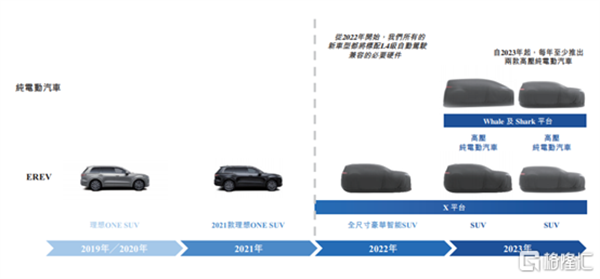 從2022年開始，我們所有的
新車型都將標配L4級自動駕駛
兼容的必要硬件
自2023年起，每年至少推出
兩款高壓純電動汽車
純電動汽車
Whale 及 Shark 平台
高壓
純電動汽車
高壓
純電動汽車
EREV
X 平台
理想ONE SUV
2021款理想ONE SUV
全尺寸豪華智能SUV
SUV
SUV
2019年／2020年
2021年
2022年
2023年
格隆汇